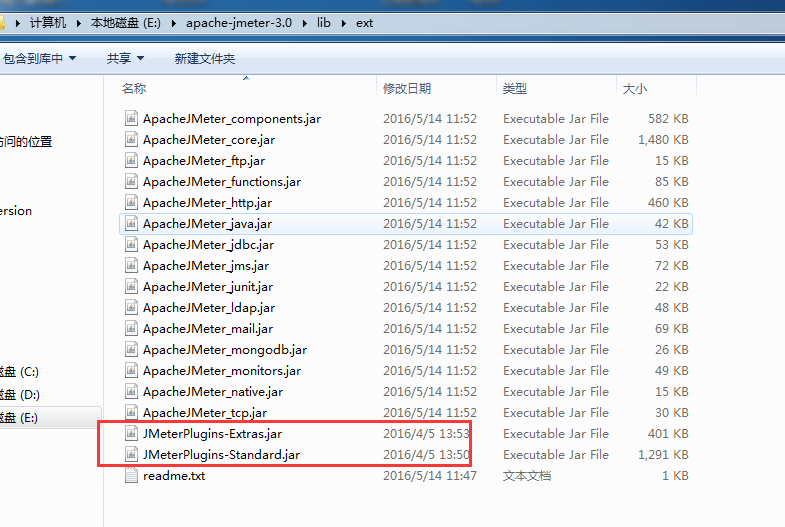 计算机 本地磁盘 (E:) apache-jmeter-3.0 lib ext
包含到库中 共享 新建文件夹
名称 修改日期 类型 大小
ApacheJMeter_components.jar 2016/5/14 11:52 Executable Jar File 582 KB
ApacheJMeter_core.jar 2016/5/14 11:52 Executable Jar File 1,480 KB
访问的位置
ApacheJMeter_ftp.jar 2016/5/14 11:52 Executable Jar File 15 KB
ApacheJMeter_functions.jar 2016/5/14 11:52 Executable Jar File 85 KB
ApacheJMeter_http.jar 2016/5/14 11:52 Executable Jar File 460 KB
ersion
ApacheJMeter_java.jar 2016/5/14 11:52 Executable Jar File 42 KB
ApacheJMeter_jdbc.jar 2016/5/14 11:52 Executable Jar File 53 KB
ApacheJMeter_jms.jar 2016/5/14 11:52 Executable Jar File 72 KB
ApacheJMeter_junit.jar 2016/5/14 11:52 Executable Jar File 22 KB
ApacheJMeter_ldap.jar 2016/5/14 11:52 Executable Jar File 48 KB
ApacheJMeter_mail.jar 2016/5/14 11:52 Executable Jar File 69 KB
ApacheJMeter_mongodb.jar 2016/5/14 11:52 Executable Jar File 26 KB
磁盘 (C:)
ApacheJMeter_monitors.jar 2016/5/14 11:52 Executable Jar File 49 KB
磁盘 (D:)
ApacheJMeter_native.jar 2016/5/14 11:52 Executable Jar File 15 KB
磁盘 (E:)
ApacheJMeter_tcp.jar 2016/5/14 11:52 Executable Jar File 30 KB
JMeterPlugins-Extras.jar 2016/4/5 13:53 Executable Jar File 401 KB
JMeterPlugins-Standard.jar 2016/4/5 13:50 Executable Jar File 1,291 KB
readme.txt 2016/5/14 11:47 文本文档 1 KB